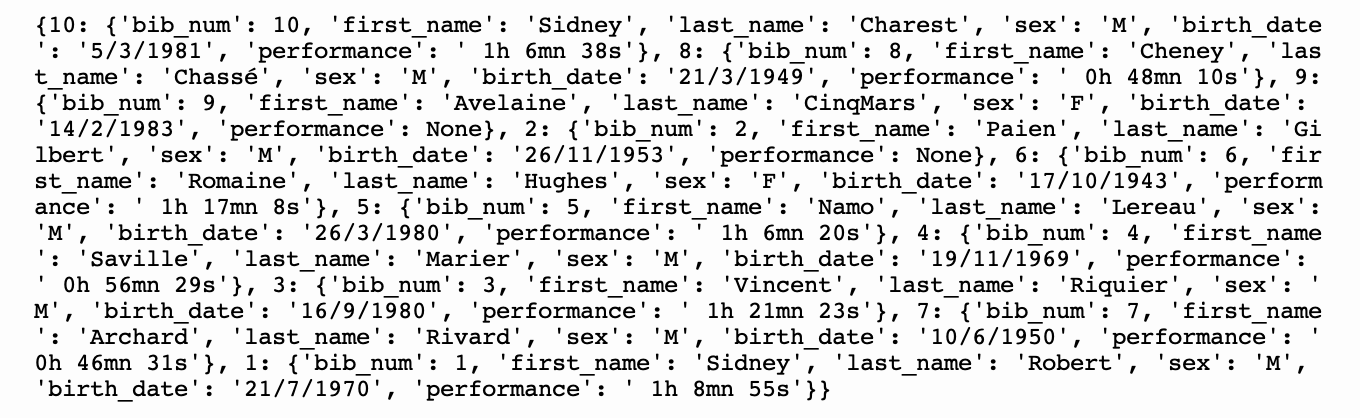 {10: {'bib_num': 10, 'first_name': 'Sidney', 'last_name': 'Charest', 'sex': 'M', 'birth_date
': '5/3/1981', 'performance': ' 1h 6mn 38s'}, 8: {'bib_num': 8, 'first_name': 'Cheney', 'las
t_name': 'Chassé', 'sex': 'M', 'birth_date': '21/3/1949', 'performance': ' 0h 48mn 10s'}, 9:
{'bib_num': 9, 'first_name': 'Avelaine', 'last_name': 'CinqMars', 'sex': 'F', 'birth_date':
'14/2/1983', 'performance': None}, 2: {'bib_num': 2, 'first_name': 'Paien', 'last_name': 'Gi
lbert', 'sex': 'M', 'birth_date': '26/11/1953', 'performance': None}, 6: {'bib_num': 6, 'fir
st_name': 'Romaine', 'last_name': 'Hughes', 'sex': 'F', 'birth_date': '17/10/1943', 'perform
ance': ' 1h 17mn 8s'}, 5: {'bib_num': 5, 'first_name': 'Namo', 'last_name': 'Lereau', 'sex':
'M', 'birth_date': '26/3/1980', 'performance': ' 1h 6mn 20s'}, 4: {'bib_num': 4, 'first_name
': 'Saville', 'last_name': 'Marier', 'sex': 'M', 'birth_date': '19/11/1969', 'performance':
' 0h 56mn 29s'}, 3: {'bib_num': 3, 'first_name': 'Vincent', 'last_name': 'Riquier', 'sex': '
M', 'birth_date': '16/9/1980', 'performance': ' 1h 21mn 23s'}, 7: {'bib_num': 7, 'first_name
': 'Archard', 'last_name': 'Rivard', 'sex': 'M', 'birth_date': '10/6/1950', 'performance': '
0h 46mn 31s'}, 1: {'bib_num': 1, 'first_name': 'Sidney', 'last_name': 'Robert', 'sex': 'M',
'birth_date': '21/7/1970', 'performance': ' 1h 8mn 55s'}}